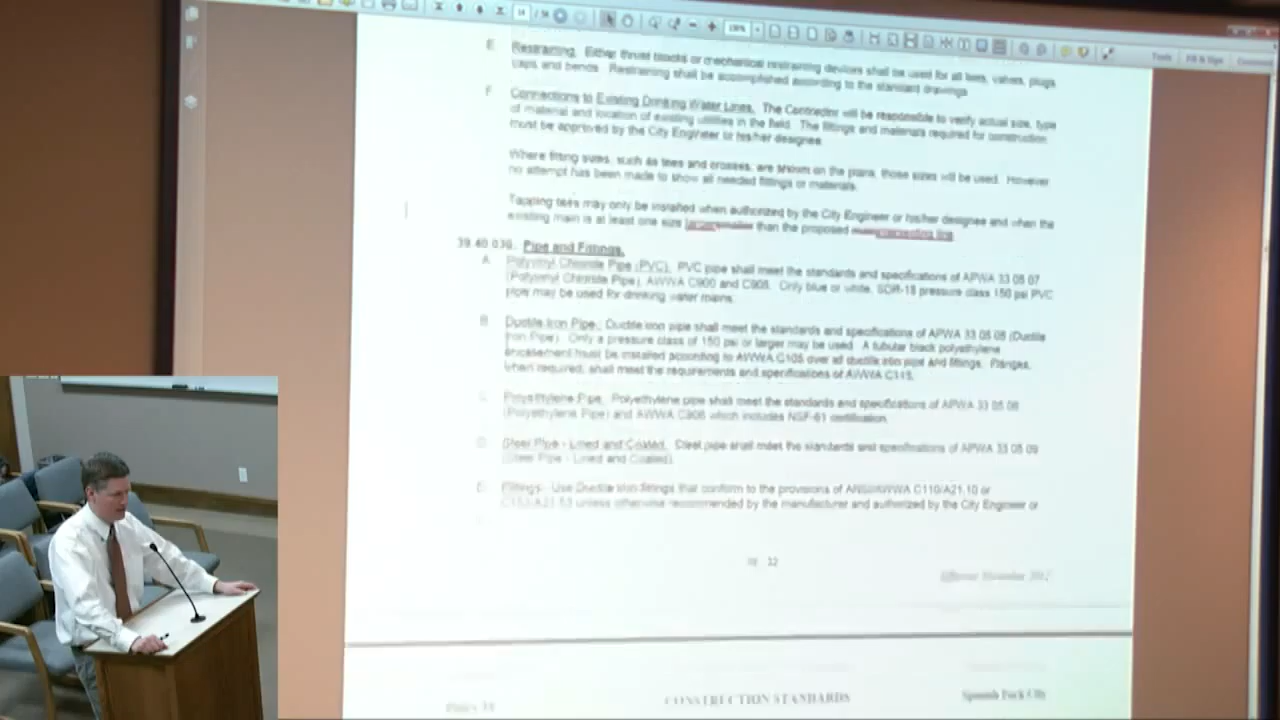 E. Restraining. Either thrust blocks or mechanical restraining devices shall be used for all tees, valves, plugs
caps and bends. Restraining shall be accomplished according to the standard drawings
F. Connections to Existing Drinking Water Lines. The Contractor will be responsible to verify actual size, type
of material and location of existing utilities in the field. The fittings and materials required for construction
must be approved by the City Engineer or his/her designee.
Where fitting sizes, such as tees and crosses, are shown on the plans, those sizes will be used. However
no attempt has been made to show all needed fittings or materials.
Tapping tees may only be installed when authorized by the City Engineer or his/her designee and when the
existing main is at least one size larger than the proposed
39.40.030. Pipe and Fittings.
A. Polyvinyl Chloride Pipe (PVC). PVC pipe shall meet the standards and specifications of APWA 33 05 07
(Polyvinyl Chloride Pipe), AWWA C900 and C905. Only blue or white, SDR-18 pressure class 150 psi PVC
pipe may be used for drinking water mains.
B. Ductile Iron Pipe. Ductile iron pipe shall meet the standards and specifications of APWA 33 05 05 (Ductile
Iron Pipe). Only a pressure class of 150 psi or larger may be used. A tubular black polyethylene
encasement must be installed according to AWWA C105 over all ductile iron pipe and fittings. Flanges,
when required, shall meet the requirements and specifications of AWWA C115.
C. Polyethylene Pipe. Polyethylene pipe shall meet the standards and specifications of APWA 33 05 06
(Polyethylene Pipe) and AWWA C906 which includes NSF-61 certification.
D. Steel Pipe - Lined and Coated. Steel pipe shall meet the standards and specifications of APWA 33 05 09
(Steel Pipe - Lined and Coated).
E. Fittings. Use Ductile Iron fittings that conform to the provisions of ANSI/AWWA C110/A21.10 or
C153/A21.53 unless otherwise recommended by the manufacturer and authorized by the City Engineer or
32
Effective November 2012
CONSTRUCTION STANDARDS
Spanish Fork City